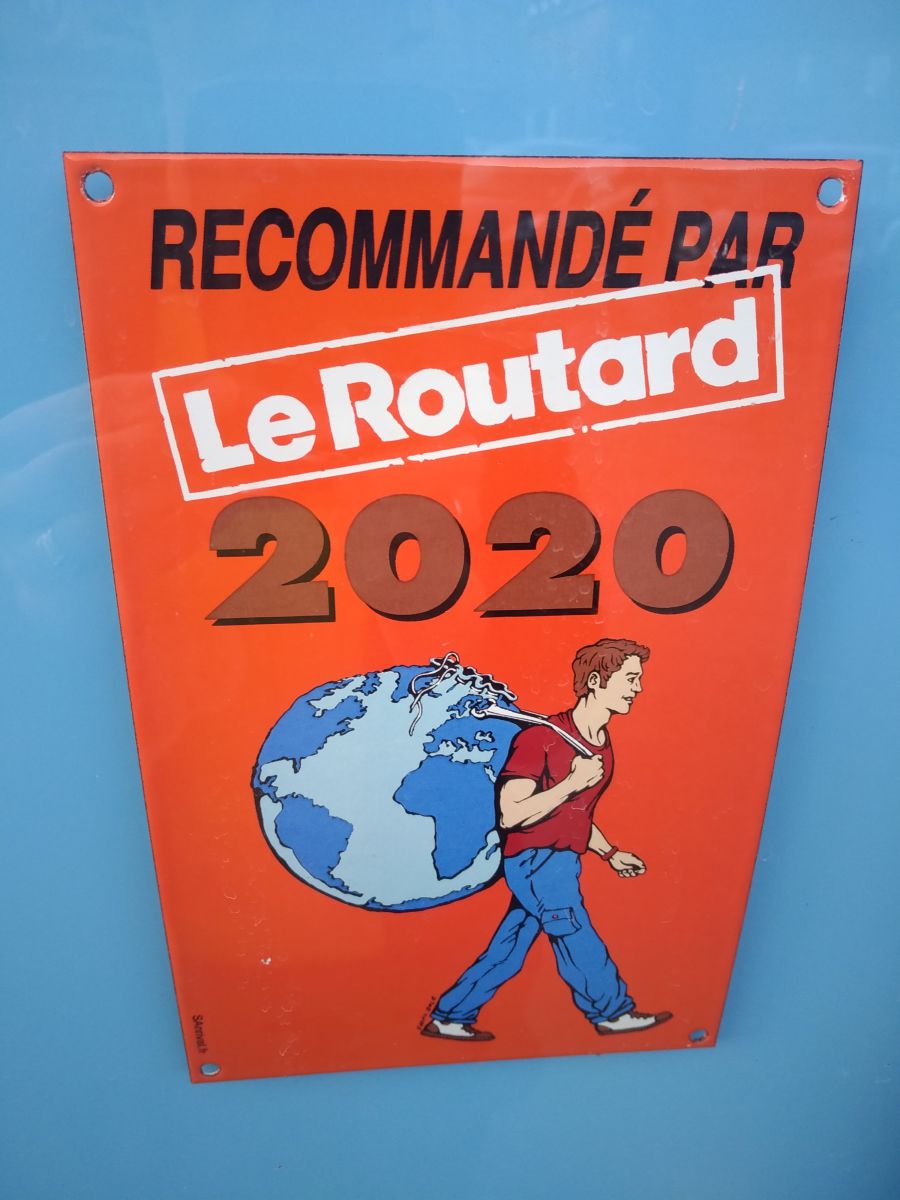 RECOMMANDÉ PAR
Le Routard
2020